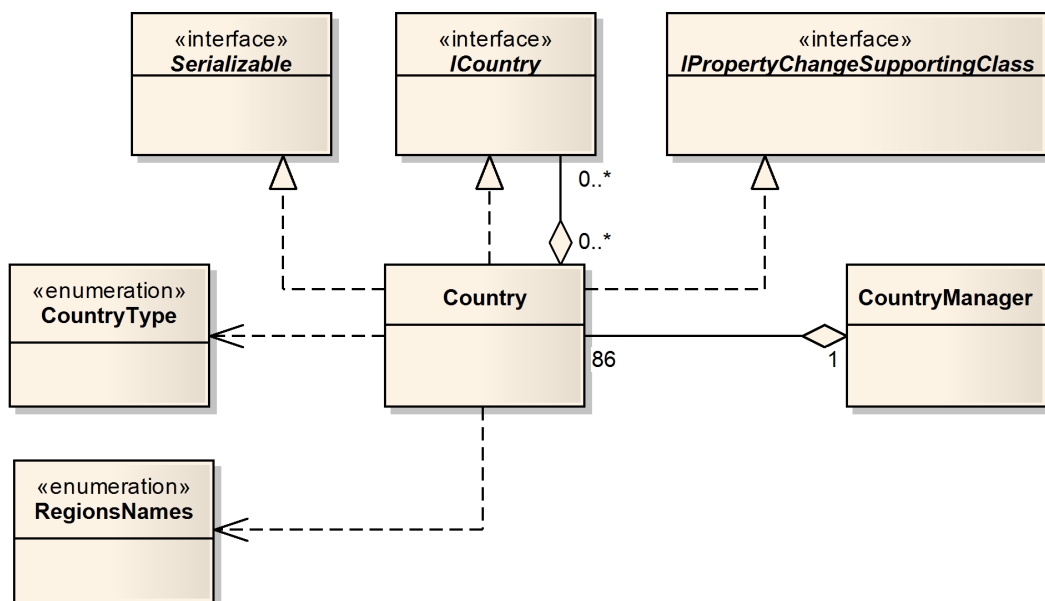 «interface»
Serializable
«interface»
ICountry
«interface»
IPropertyChangeSupportingClass
0..*
0..*
«enumeration»
CountryType
Country
CountryManager
86
1
«enumeration»
RegionsNames